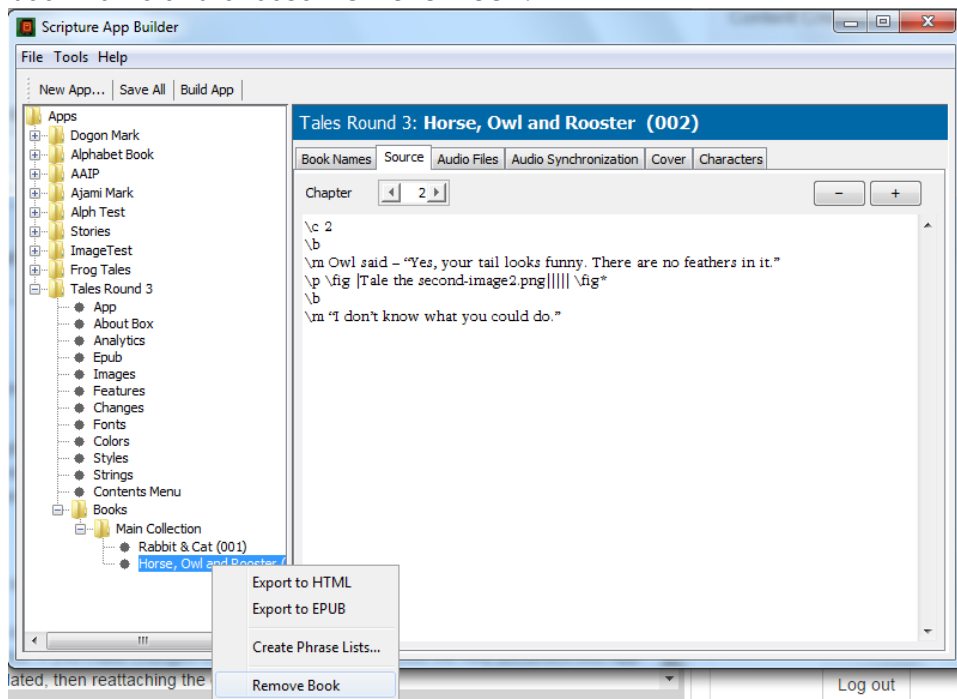 Scripture App Builder
File Tools Help
New App... Save All Build App
Apps
Dogon Mark
Alphabet Book
AAIP
Ajami Mark
Alph Test
Stories
ImageTest
Frog Tales
Tales Round 3
App
About Box
Analytics
Epub
Images
Features
Changes
Fonts
Colors
Styles
Strings
Contents Menu
Books
Main Collection
Rabbit & Cat (001)
Horse, Owl and Rooster (
Tales Round 3: Horse, Owl and Rooster (002)
Book Names Source Audio Files Audio Synchronization Cover Characters
Chapter 2 - +
\c 2
\b
\m Owl said – “Yes, your tail looks funny. There are no feathers in it.”
\p \fig |Tale the second-image2.png||||| \fig*
\b
\m “I don’t know what you could do.”
Export to HTML
Export to EPUB
Create Phrase Lists...
Remove Book
lated, then reattaching the
Log out